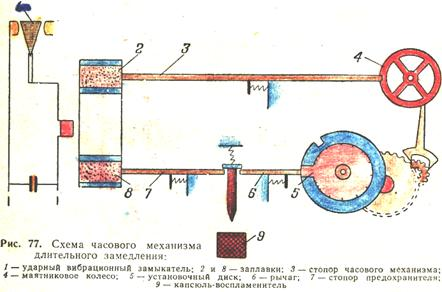 2
3
4
8
7
6
5
9
Рис. 77. Схема часового механизма
длительного замедления:
1 — ударный вибрационный замыкатель; 2 и 8 — заплавки; 3 — стопор часового механизма;
4 — маятниковое колесо; 5 — установочный диск; 6 — рычаг; 7 — стопор предохранителя;
9 — капсюль-воспламенитель